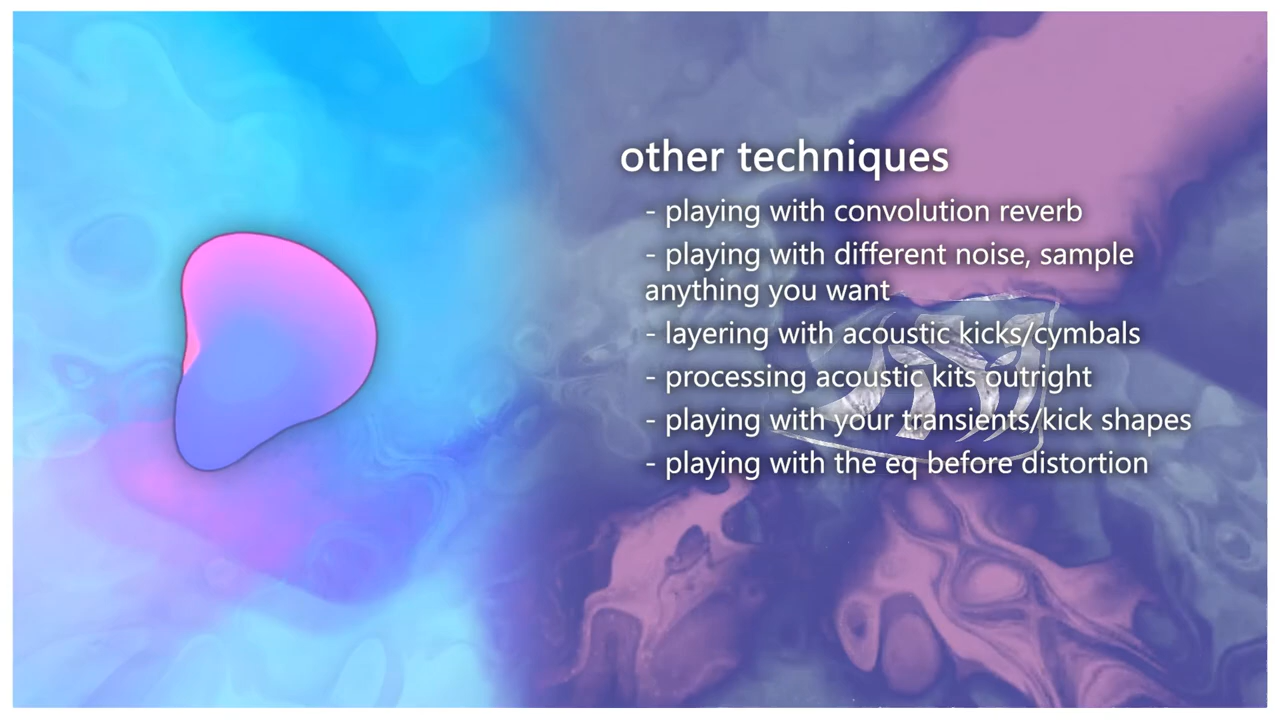 other techniques
- playing with convolution reverb
- playing with different noise, sample
anything you want
- layering with acoustic kicks/cymbals
- processing acoustic kits outright
- playing with your transients/kick shapes
- playing with the eq before distortion